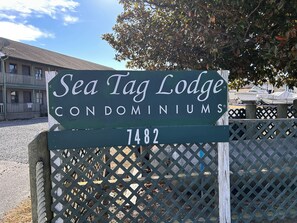 Sea Tag Lodge
CONDOMINIUMS
7482